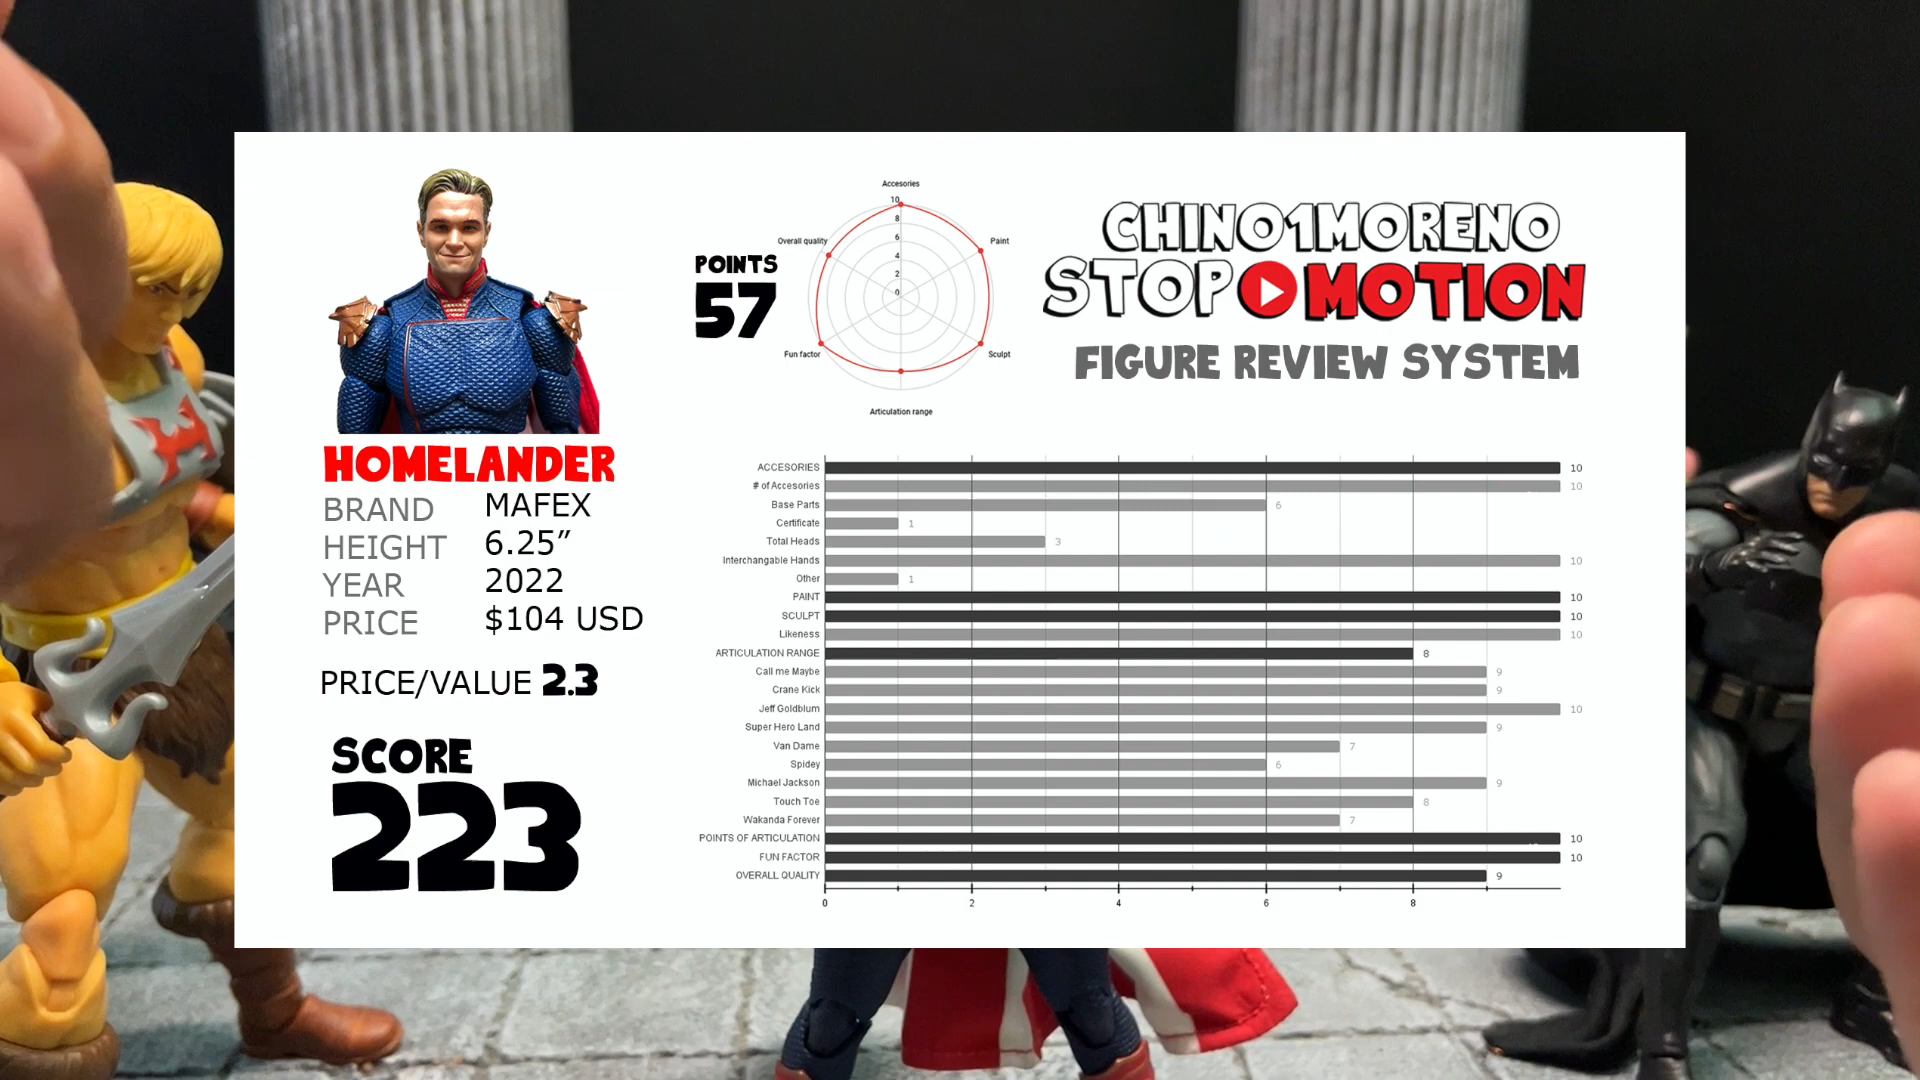 HOMELANDER
BRAND MAFEX
HEIGHT 6.25”
YEAR 2022
PRICE $104 USD
PRICE/VALUE 2.3
SCORE
223
POINTS
57
Accesories
10
8
6
4
2
0
Overall quality
Paint
Fun factor
Sculpt
Articulation range
CHINO1MORENO
STOP MOTION
FIGURE REVIEW SYSTEM
ACCESORIES 10
# of Accesories 10
Base Parts 6
Certificate 1
Total Heads 3
Interchangable Hands 10
Other 1
PAINT 10
SCULPT 10
Likeness 10
ARTICULATION RANGE 8
Call me Maybe 9
Crane Kick 9
Jeff Goldblum 10
Super Hero Land 9
Van Dame 7
Spidey 6
Michael Jackson 9
Touch Toe 8
Wakanda Forever 7
POINTS OF ARTICULATION 10
FUN FACTOR 10
OVERALL QUALITY 9
0 2 4 6 8